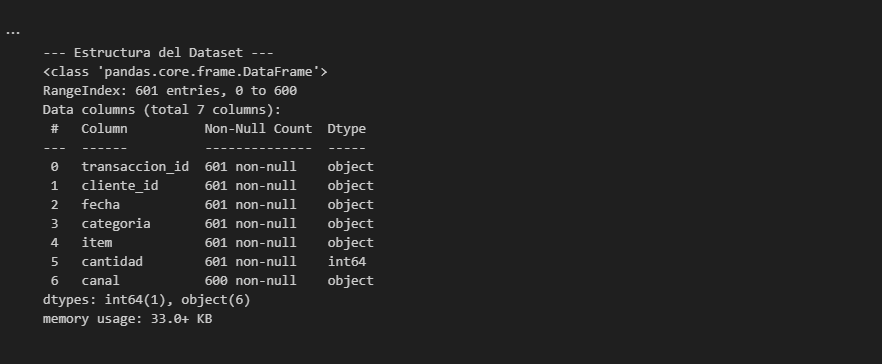 ...
--- Estructura del Dataset ---
<class 'pandas.core.frame.DataFrame'>
RangeIndex: 601 entries, 0 to 600
Data columns (total 7 columns):
 #   Column          Non-Null Count  Dtype
---  ------          --------------  -----
 0   transaccion_id  601 non-null    object
 1   cliente_id      601 non-null    object
 2   fecha           601 non-null    object
 3   categoria       601 non-null    object
 4   item            601 non-null    object
 5   cantidad        601 non-null    int64
 6   canal           600 non-null    object
dtypes: int64(1), object(6)
memory usage: 33.0+ KB